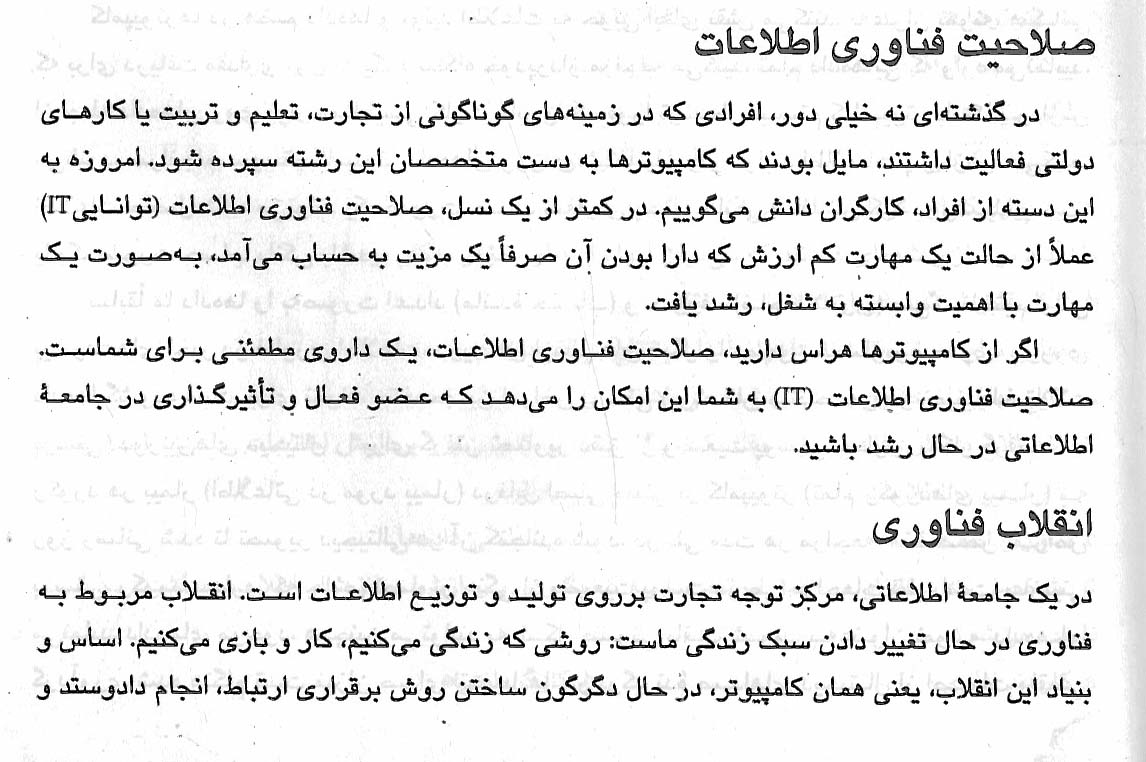 صلاحیت فناوری اطلاعات
در گذشته‌ای نه خیلی دور، افرادی که در زمینه‌های گوناگونی از تجارت، تعلیم و تربیت یا کارهای
دولتی فعالیت داشتند، مایل بودند که کامپیوترها به دست متخصصان این رشته سپرده شود. امروزه به
این دسته از افراد، کارگران دانش می‌گوییم. در کمتر از یک نسل، صلاحیت فناوری اطلاعات (توانایی IT)
عملاً از حالت یک مهارت کم ارزش که دارا بودن آن صرفاً یک مزیت به حساب می‌آمد، به‌صورت یک
مهارت با اهمیت وابسته به شغل، رشد یافت.
اگر از کامپیوترها هراس دارید، صلاحیت فناوری اطلاعات، یک داروی مطمئنی برای شماست.
صلاحیت فناوری اطلاعات (IT) به شما این امکان را می‌دهد که عضو فعال و تأثیرگذاری در جامعهٔ
اطلاعاتی در حال رشد باشید.
انقلاب فناوری
در یک جامعهٔ اطلاعاتی، مرکز توجه تجارت برروی تولید و توزیع اطلاعات است. انقلاب مربوط به
فناوری در حال تغییر دادن سبک زندگی ماست: روشی که زندگی می‌کنیم، کار و بازی می‌کنیم. اساس و
بنیاد این انقلاب، یعنی همان کامپیوتر، در حال دگرگون ساختن روش برقراری ارتباط، انجام دادوستد و